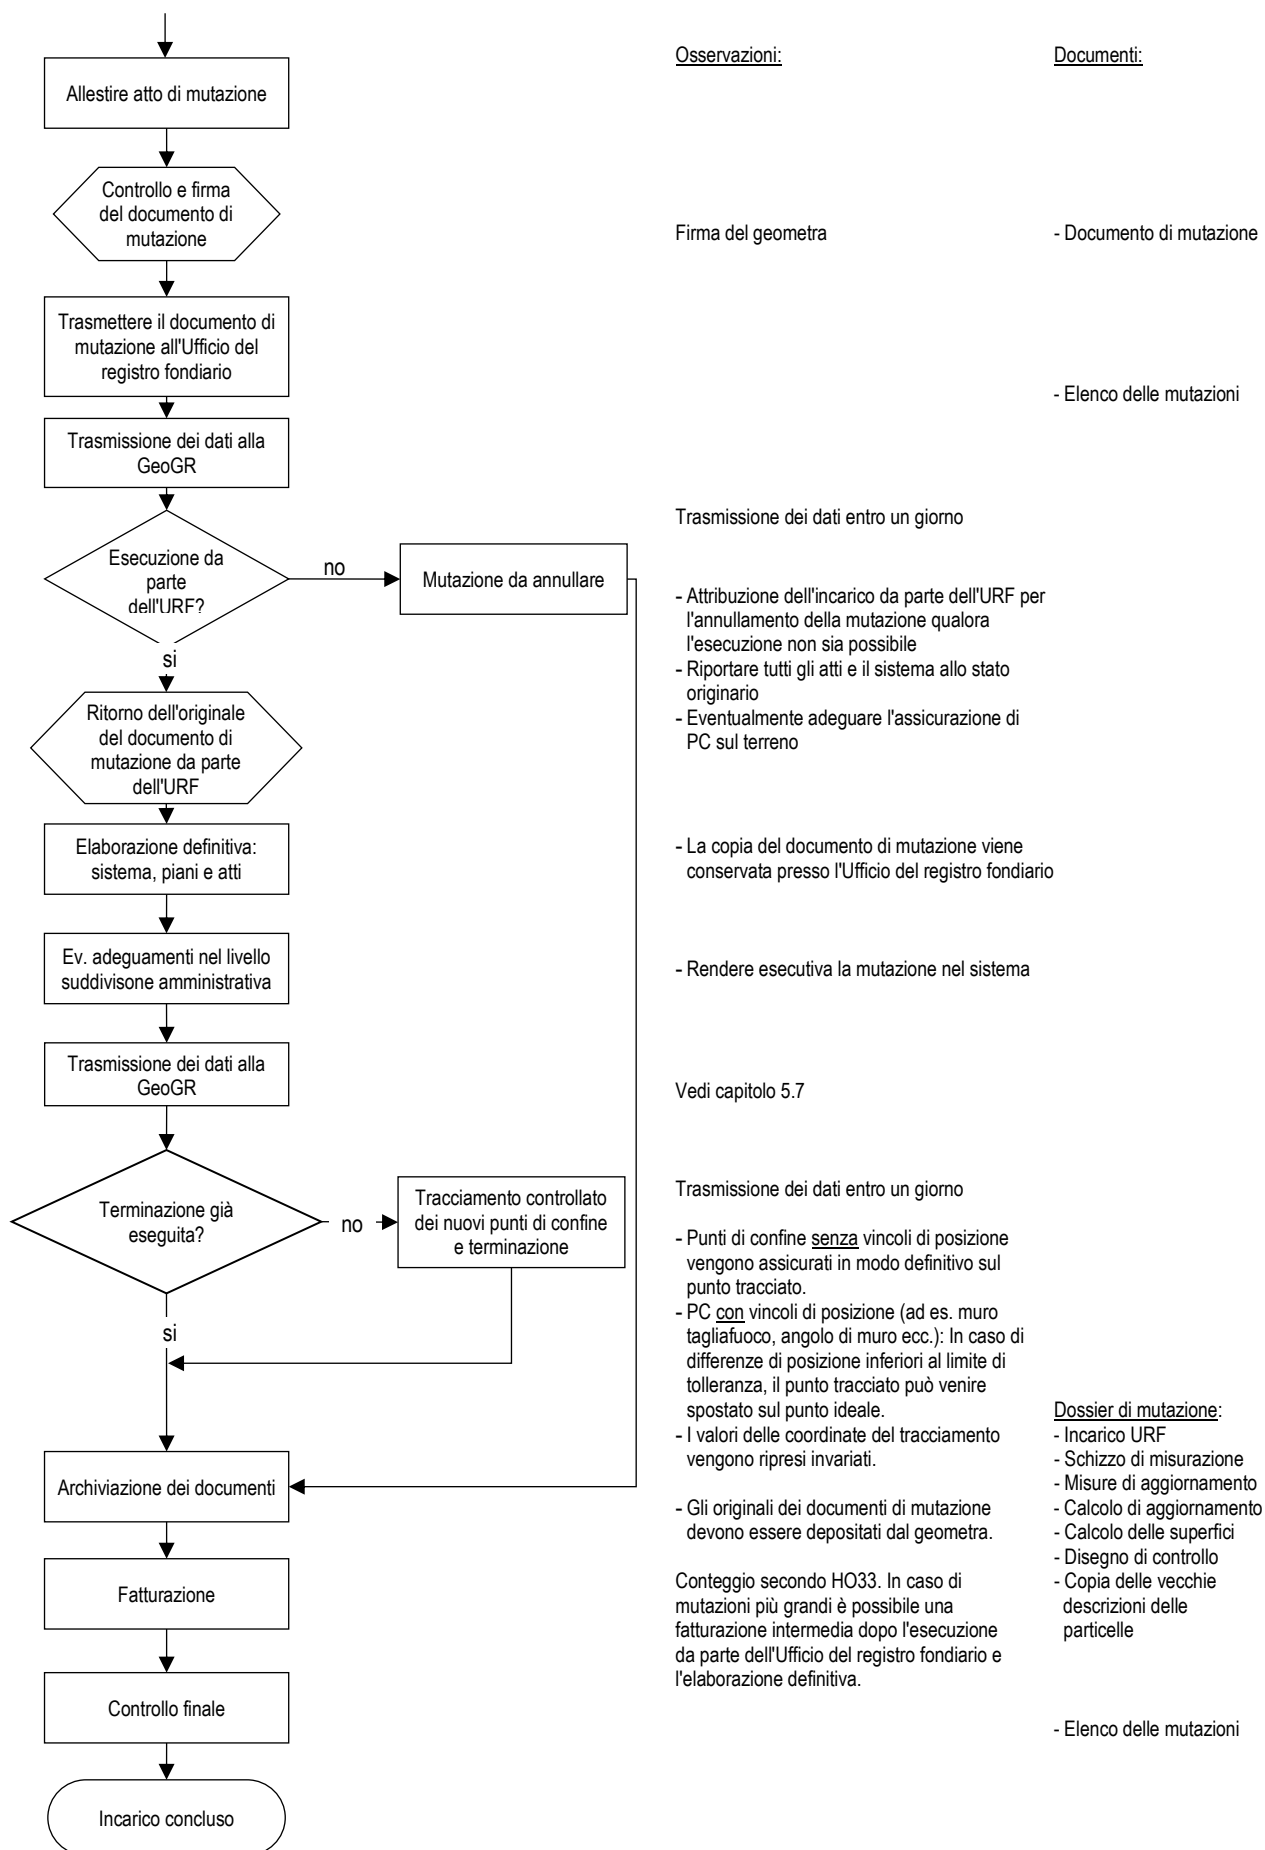 Osservazioni:
Documenti:
Allestire atto di mutazione
Controllo e firma
del documento di
mutazione
Firma del geometra
- Documento di mutazione
Trasmettere il documento di
mutazione all'Ufficio del
registro fondiario
- Elenco delle mutazioni
Trasmissione dei dati alla
GeoGR
Trasmissione dei dati entro un giorno
Esecuzione da
parte
dell'URF?
no
Mutazione da annullare
si
- Attribuzione dell'incarico da parte dell'URF per
l'annullamento della mutazione qualora
l'esecuzione non sia possibile
- Riportare tutti gli atti e il sistema allo stato
originario
- Eventualmente adeguare l'assicurazione di
PC sul terreno
Ritorno dell'originale
del documento di
mutazione da parte
dell'URF
Elaborazione definitiva:
sistema, piani e atti
- La copia del documento di mutazione viene
conservata presso l'Ufficio del registro fondiario
Ev. adeguamenti nel livello
suddivisone amministrativa
- Rendere esecutiva la mutazione nel sistema
Trasmissione dei dati alla
GeoGR
Vedi capitolo 5.7
Terminazione già
eseguita?
no
Tracciamento controllato
dei nuovi punti di confine
e terminazione
si
Trasmissione dei dati entro un giorno
- Punti di confine senza vincoli di posizione
vengono assicurati in modo definitivo sul
punto tracciato.
- PC con vincoli di posizione (ad es. muro
tagliafuoco, angolo di muro ecc.): In caso di
differenze di posizione inferiori al limite di
tolleranza, il punto tracciato può venire
spostato sul punto ideale.
- I valori delle coordinate del tracciamento
vengono ripresi invariati.
Archiviazione dei documenti
- Gli originali dei documenti di mutazione
devono essere depositati dal geometra.
Dossier di mutazione:
- Incarico URF
- Schizzo di misurazione
- Misure di aggiornamento
- Calcolo di aggiornamento
- Calcolo delle superfici
- Disegno di controllo
- Copia delle vecchie
descrizioni delle
particelle
Fatturazione
Conteggio secondo HO33. In caso di
mutazioni più grandi è possibile una
fatturazione intermedia dopo l'esecuzione
da parte dell'Ufficio del registro fondiario e
l'elaborazione definitiva.
Controllo finale
- Elenco delle mutazioni
Incarico concluso